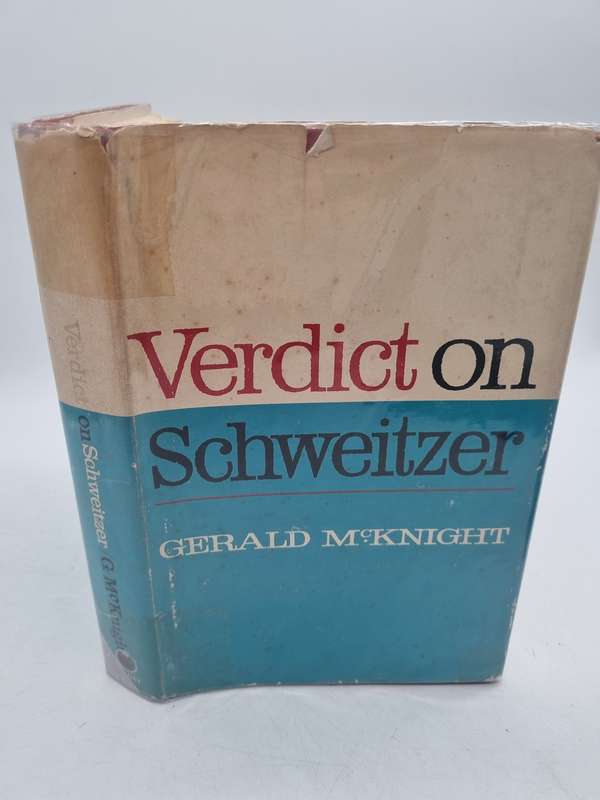 Verdict on
Schweitzer
GERALD McKNIGHT
Verdict on Schweitzer G. McKnight